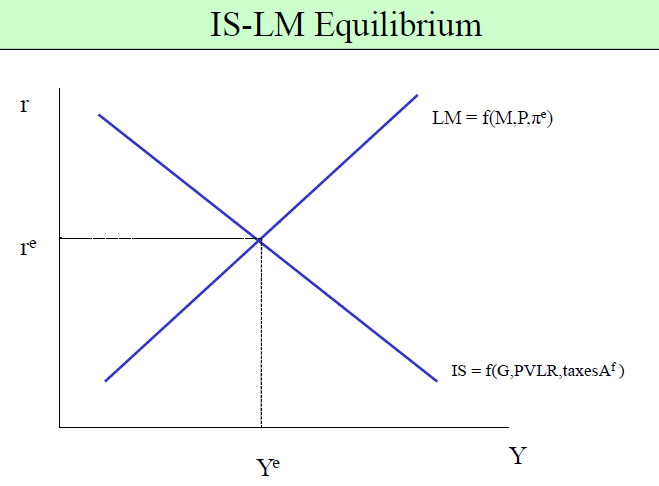 IS-LM Equilibrium
r
LM = f(M,P,πᵉ)
rᵉ
IS = f(G,PVLR,taxesAᶠ)
Y
Yᵉ